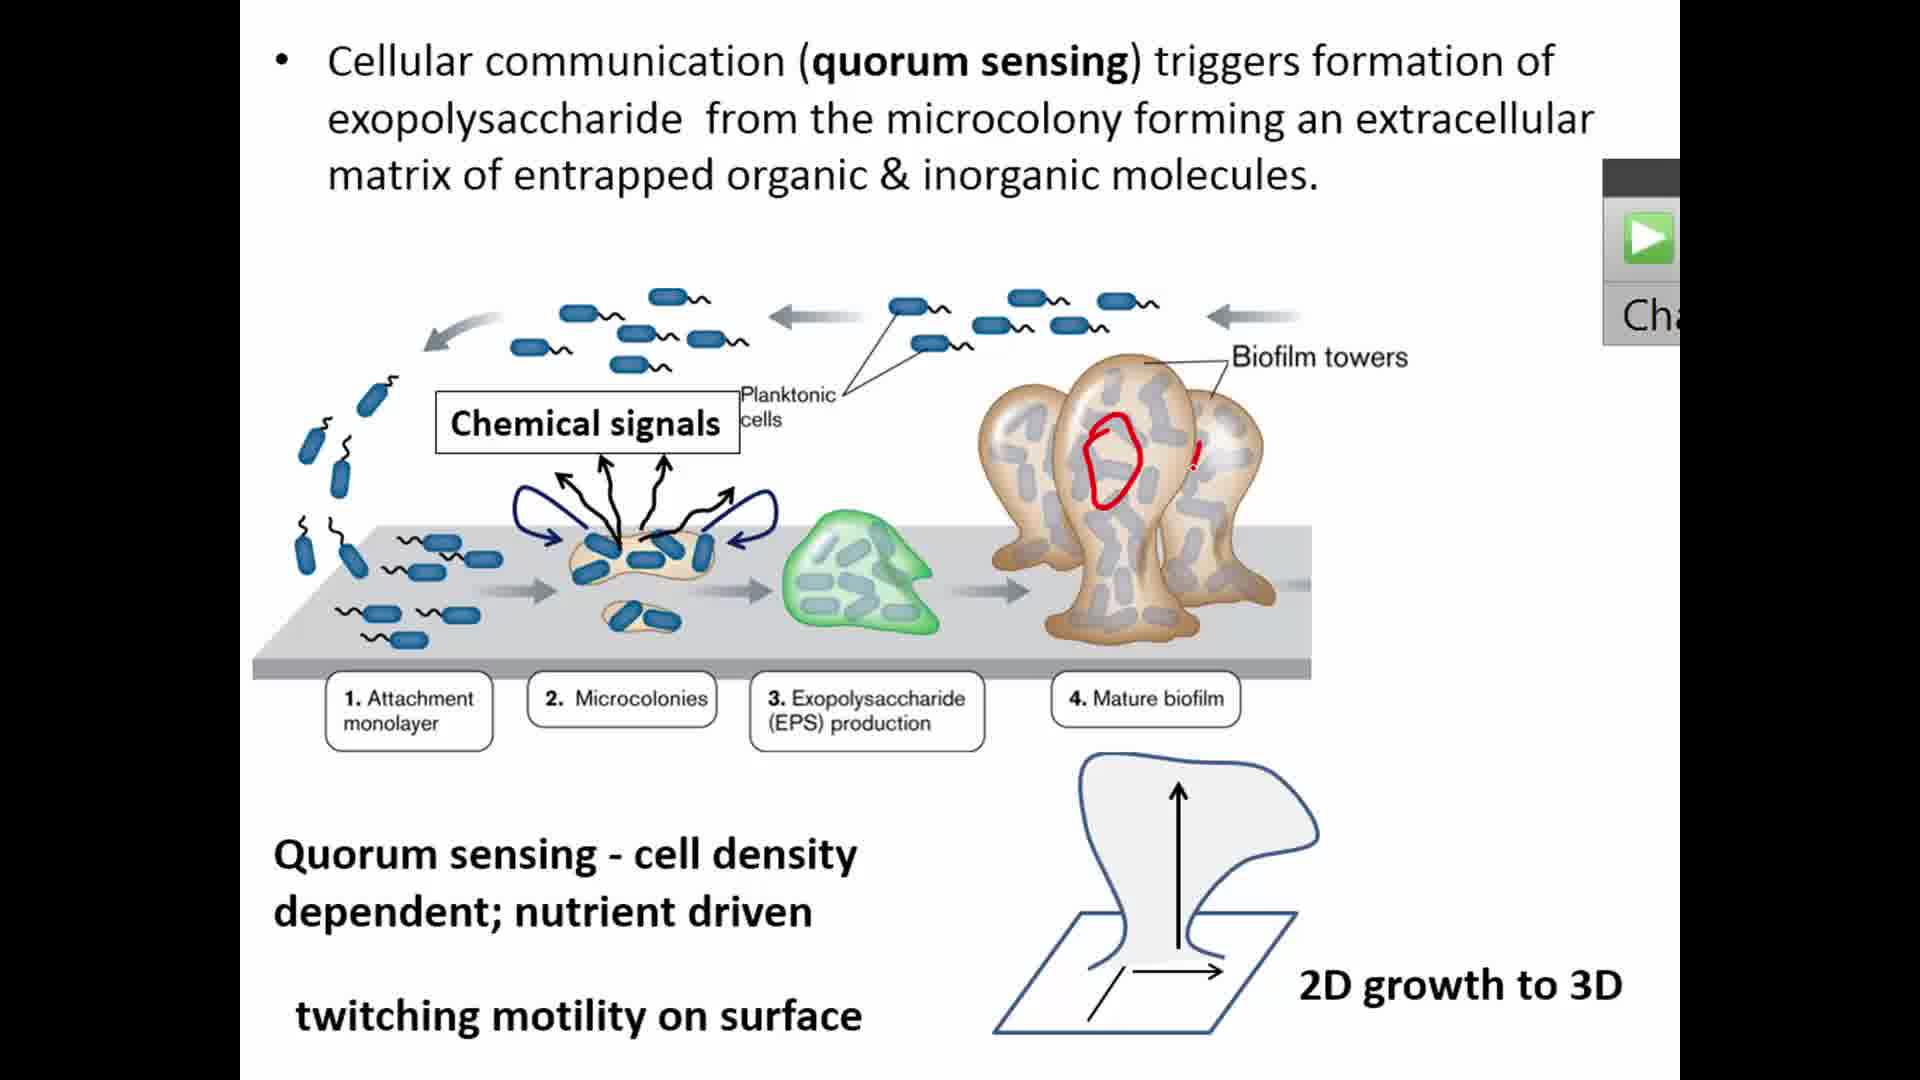 • Cellular communication (quorum sensing) triggers formation of
exopolysaccharide from the microcolony forming an extracellular
matrix of entrapped organic & inorganic molecules.
Biofilm towers
Planktonic
cells
Chemical signals
1. Attachment
monolayer
2. Microcolonies
3. Exopolysaccharide
(EPS) production
4. Mature biofilm
Quorum sensing - cell density
dependent; nutrient driven
twitching motility on surface
2D growth to 3D